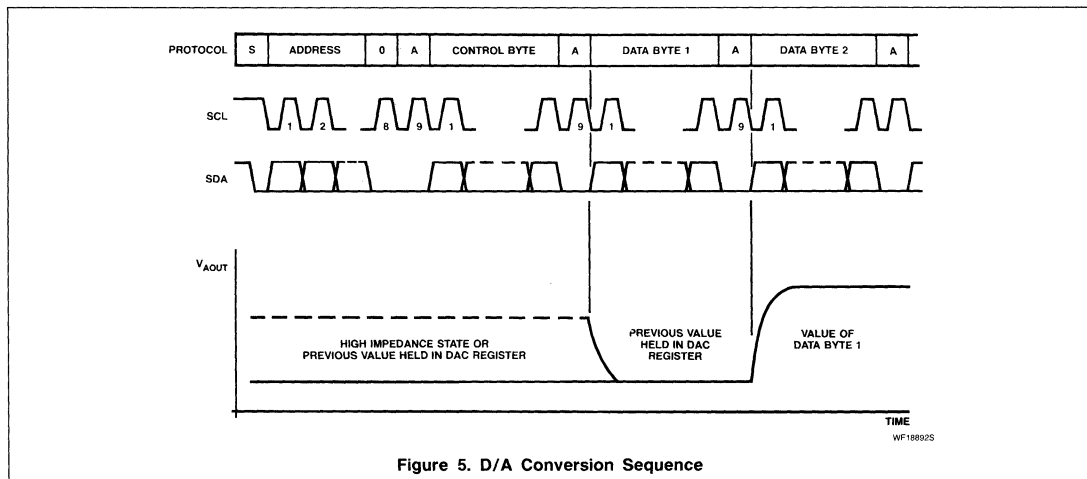 PROTOCOL S ADDRESS 0 A CONTROL BYTE A DATA BYTE 1 A DATA BYTE 2 A
SCL 1 2 8 9 1 9 1 9 1
SDA
VAOUT
HIGH IMPEDANCE STATE OR
PREVIOUS VALUE HELD IN DAC REGISTER
PREVIOUS VALUE
HELD IN DAC
REGISTER
VALUE OF
DATA BYTE 1
TIME
WF18892S
Figure 5. D/A Conversion Sequence